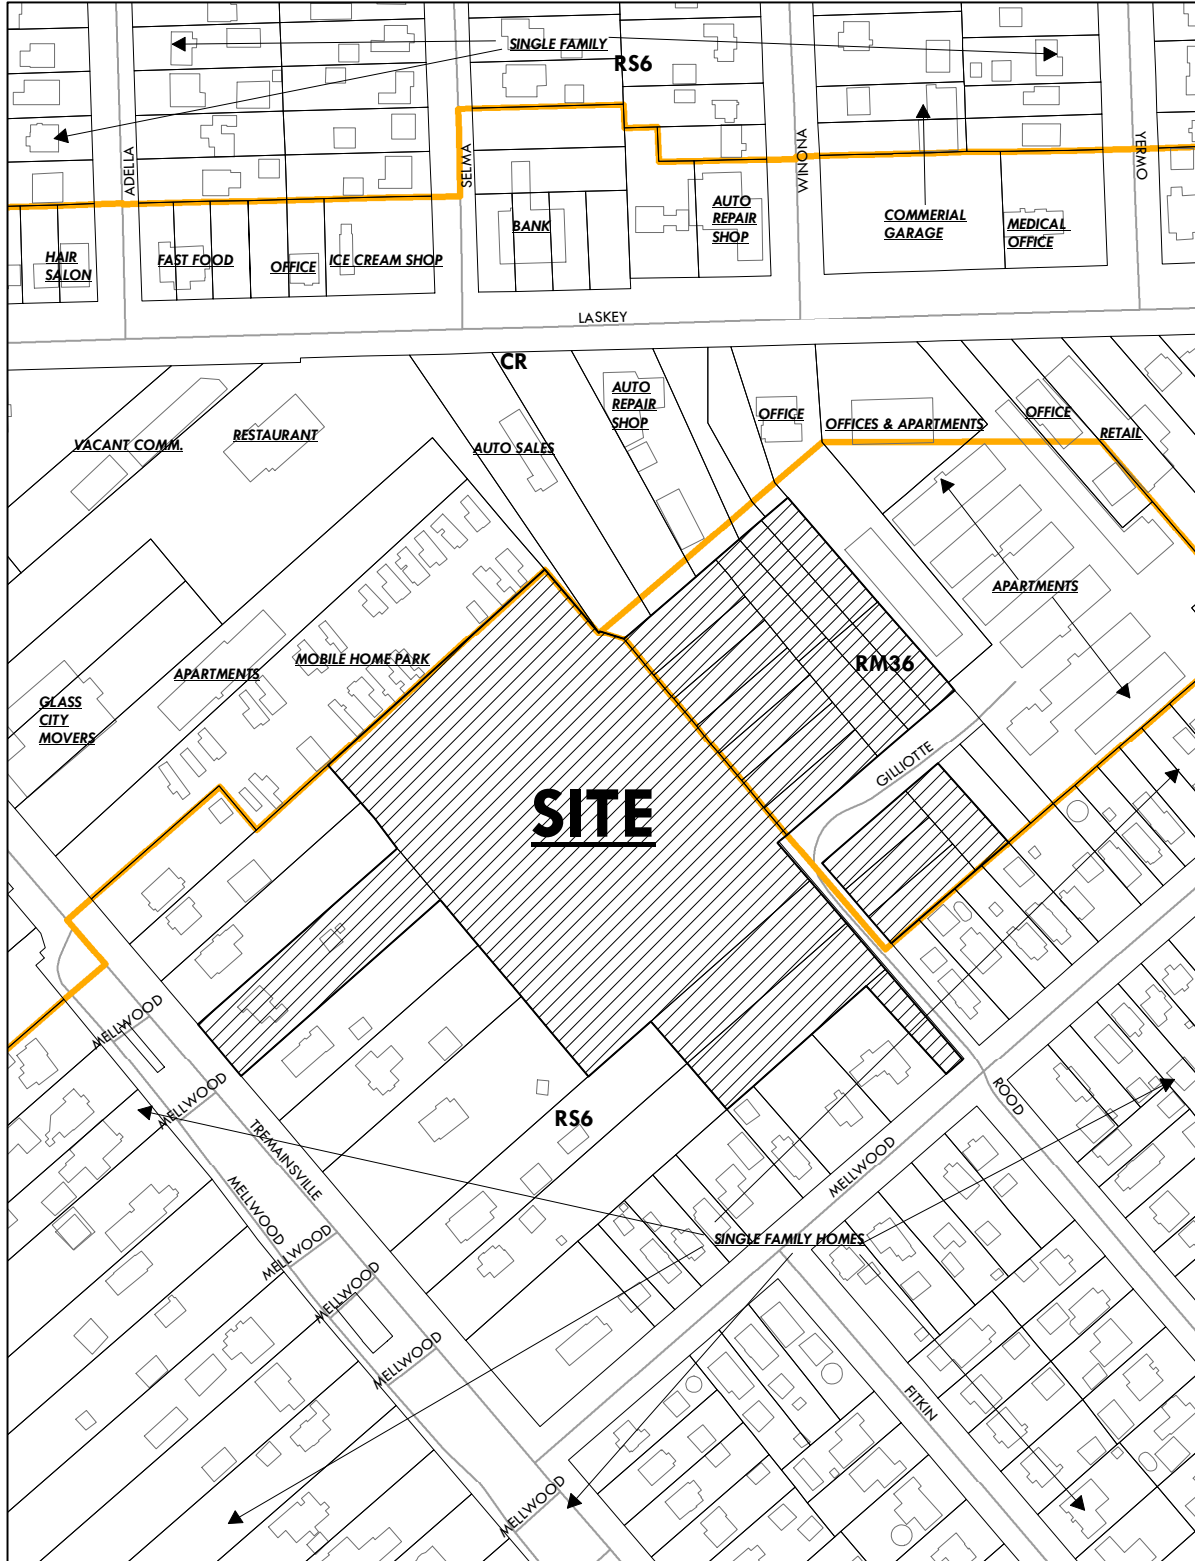 SINGLE FAMILY
RS6
ADELLA
SELMA
WINONA
YERMO
HAIR
SALON
FAST FOOD
OFFICE
ICE CREAM SHOP
BANK
AUTO
REPAIR
SHOP
COMMERIAL
GARAGE
MEDICAL
OFFICE
LASKEY
CR
VACANT COMM.
RESTAURANT
AUTO SALES
AUTO
REPAIR
SHOP
OFFICE
OFFICES & APARTMENTS
OFFICE
RETAIL
APARTMENTS
MOBILE HOME PARK
APARTMENTS
GLASS
CITY
MOVERS
RM36
GILLIOTTE
SITE
MELLWOOD
MELLWOOD
TREMAINSVILLE
MELLWOOD
RS6
ROOD
MELLWOOD
SINGLE FAMILY HOMES
MELLWOOD
MELLWOOD
MELLWOOD
FITKIN
MELLWOOD